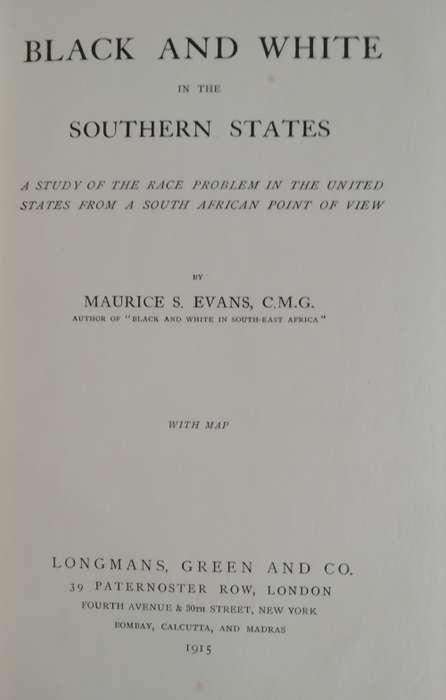 BLACK AND WHITE
IN THE
SOUTHERN STATES
A STUDY OF THE RACE PROBLEM IN THE UNITED
STATES FROM A SOUTH AFRICAN POINT OF VIEW
BY
MAURICE S. EVANS, C.M.G.
AUTHOR OF "BLACK AND WHITE IN SOUTH-EAST AFRICA"
WITH MAP
LONGMANS, GREEN AND CO.
39 PATERNOSTER ROW, LONDON
FOURTH AVENUE & 30TH STREET, NEW YORK
BOMBAY, CALCUTTA, AND MADRAS
1915